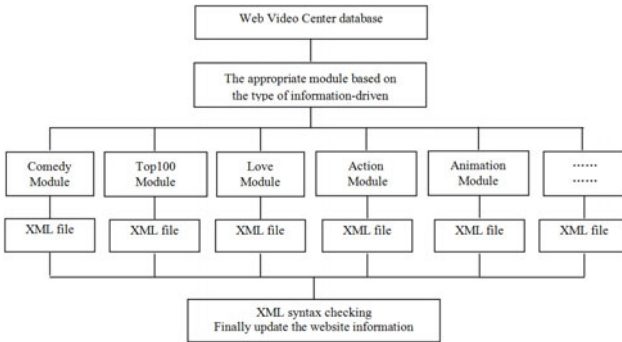 Web Video Center database
The appropriate module based on
the type of information-driven
Comedy
Module
Top100
Module
Love
Module
Action
Module
Animation
Module
······
······
XML file
XML file
XML file
XML file
XML file
XML file
XML syntax checking
Finally update the website information